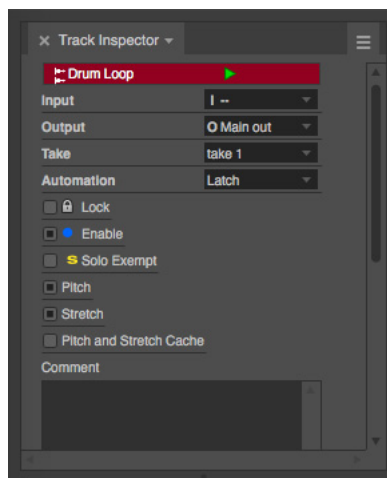 Track Inspector
Drum Loop
Input I --
Output O Main out
Take take 1
Automation Latch
Lock
Enable
S Solo Exempt
Pitch
Stretch
Pitch and Stretch Cache
Comment